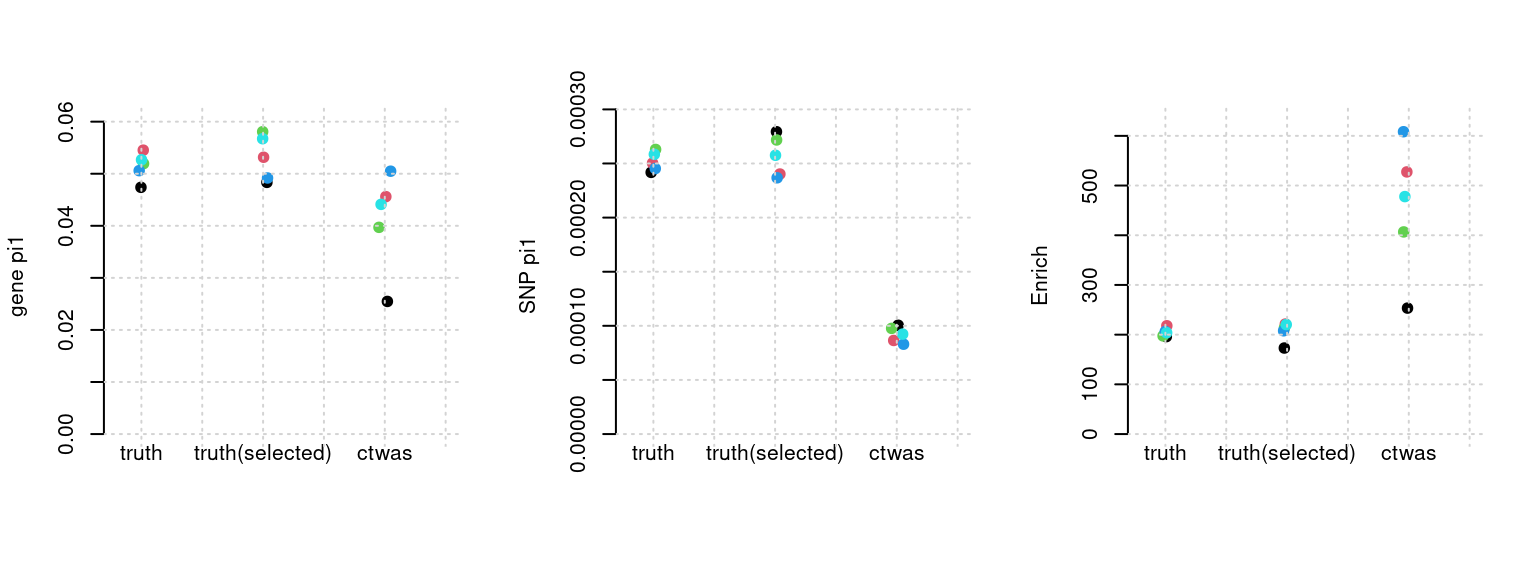 gene pi1
0.06
0.04
0.02
0.00
truth truth(selected) ctwas
SNP pi1
0.00030
0.00020
0.00010
0.00000
truth truth(selected) ctwas
Enrich
500
300
100
0
truth truth(selected) ctwas